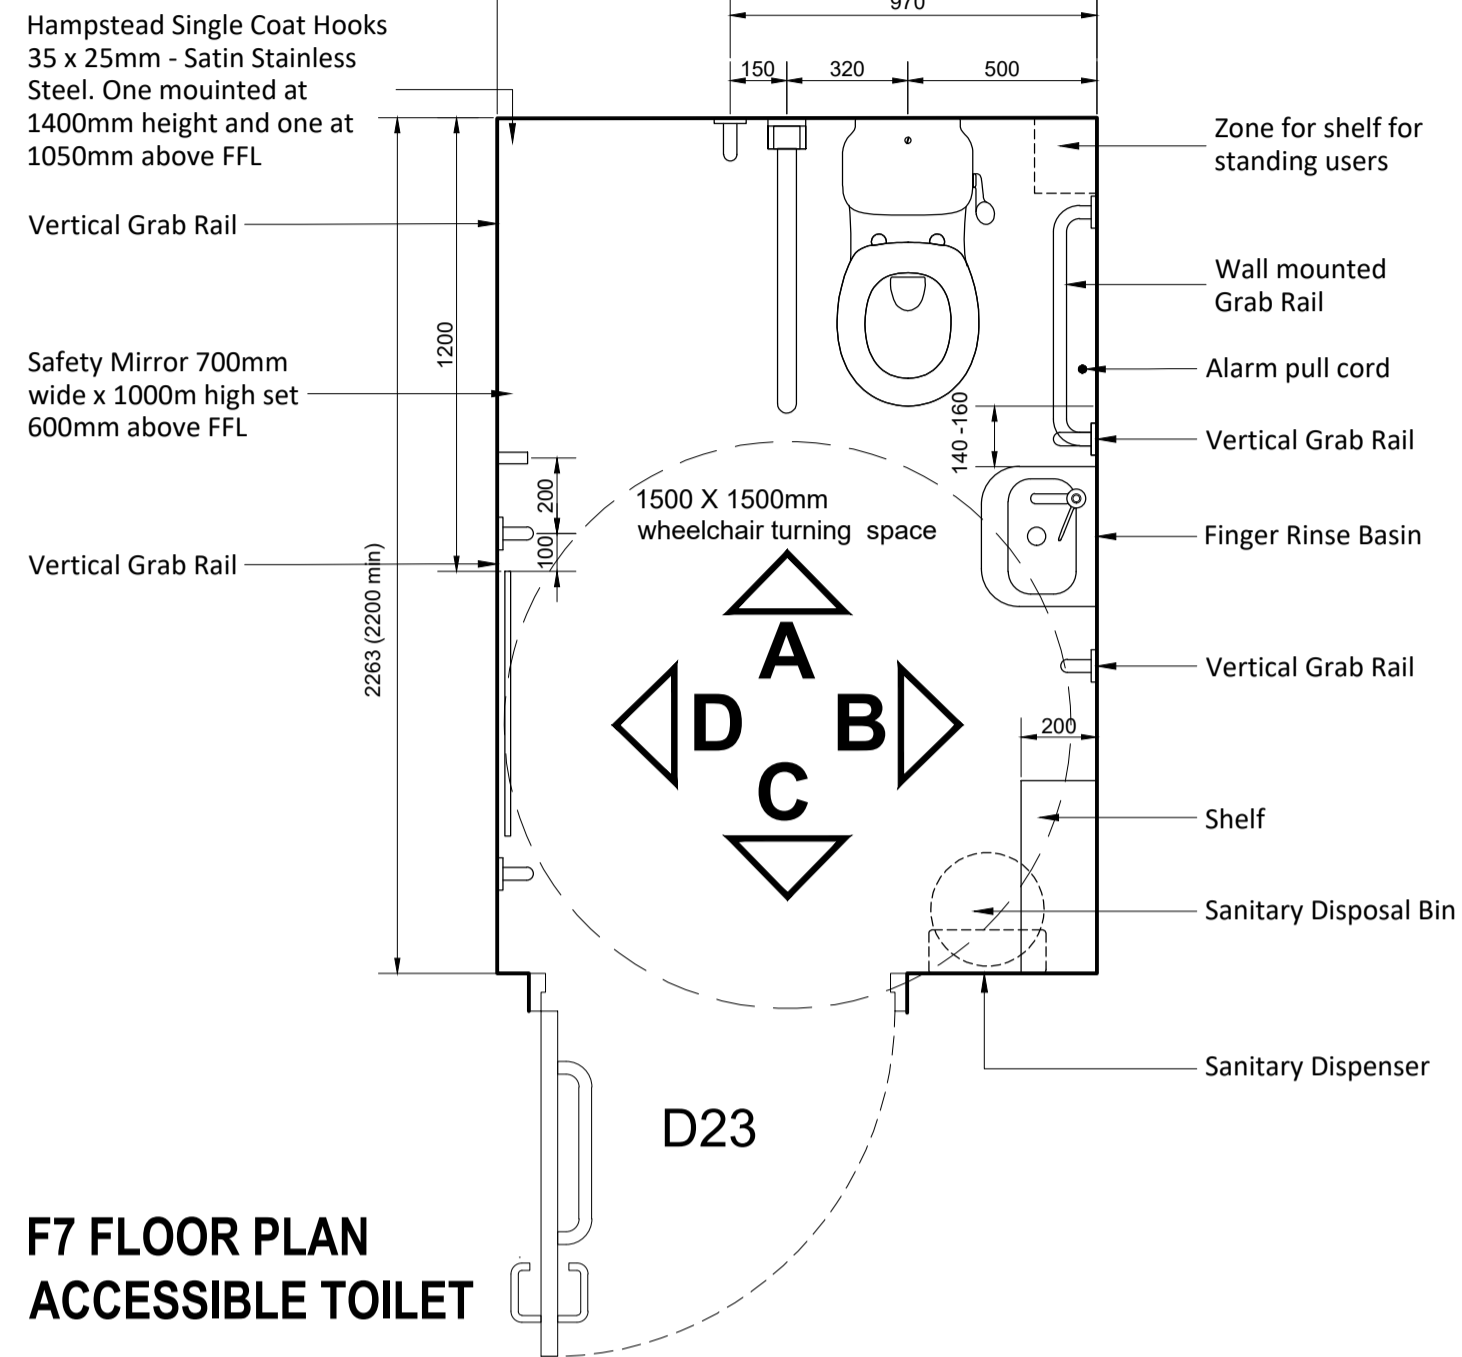 970
Hampstead Single Coat Hooks
35 x 25mm - Satin Stainless
Steel. One mouinted at
1400mm height and one at
1050mm above FFL
150
320
500
Zone for shelf for
standing users
Vertical Grab Rail
Wall mounted
Grab Rail
1200
Safety Mirror 700mm
wide x 1000m high set
600mm above FFL
Alarm pull cord
140 -160
Vertical Grab Rail
200
1500 X 1500mm
wheelchair turning space
Finger Rinse Basin
100
Vertical Grab Rail
2263 (2200 min)
A
Vertical Grab Rail
D B
200
C
Shelf
Sanitary Disposal Bin
Sanitary Dispenser
D23
F7 FLOOR PLAN
ACCESSIBLE TOILET